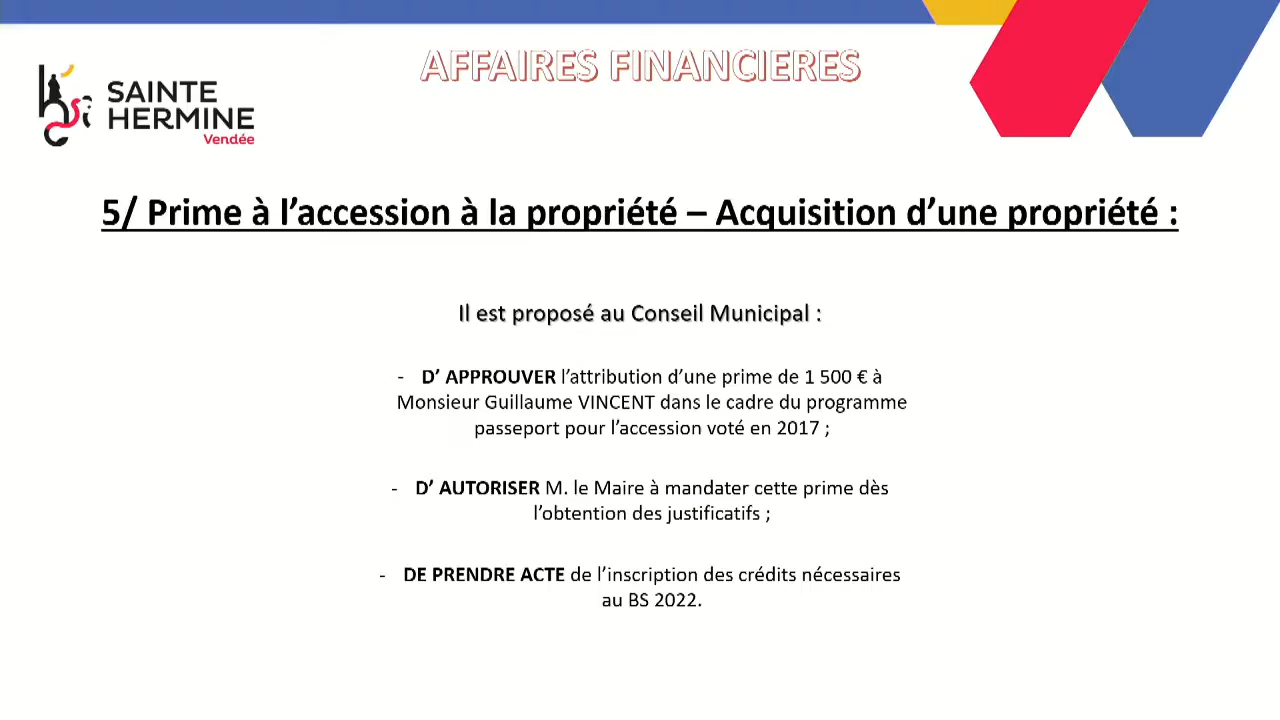 AFFAIRES FINANCIERES
SAINTE
HERMINE
Vendée
5/ Prime à l’accession à la propriété – Acquisition d’une propriété :
Il est proposé au Conseil Municipal :
- D’ APPROUVER l’attribution d’une prime de 1 500 € à
Monsieur Guillaume VINCENT dans le cadre du programme
passeport pour l’accession voté en 2017 ;
- D’ AUTORISER M. le Maire à mandater cette prime dès
l’obtention des justificatifs ;
- DE PRENDRE ACTE de l’inscription des crédits nécessaires
au BS 2022.